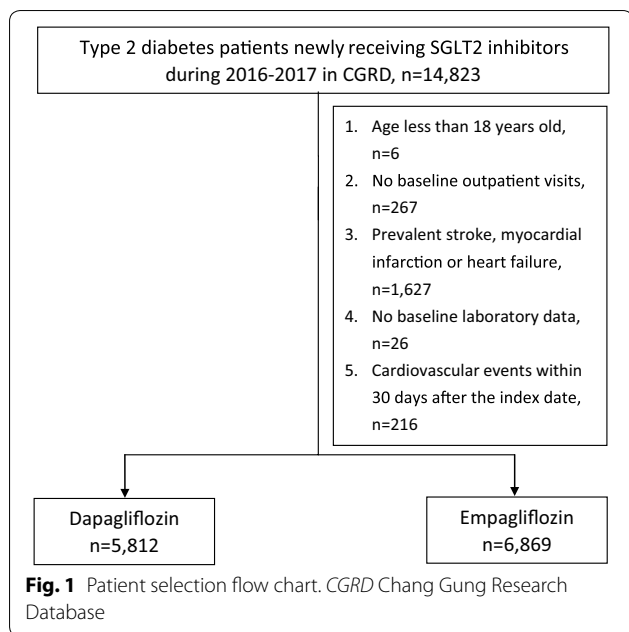 Type 2 diabetes patients newly receiving SGLT2 inhibitors
during 2016-2017 in CGRD, n=14,823
1. Age less than 18 years old,
n=6
2. No baseline outpatient visits,
n=267
3. Prevalent stroke, myocardial
infarction or heart failure,
n=1,627
4. No baseline laboratory data,
n=26
5. Cardiovascular events within
30 days after the index date,
n=216
Dapagliflozin
n=5,812
Empagliflozin
n=6,869
Fig. 1 Patient selection flow chart. CGRD Chang Gung Research
Database